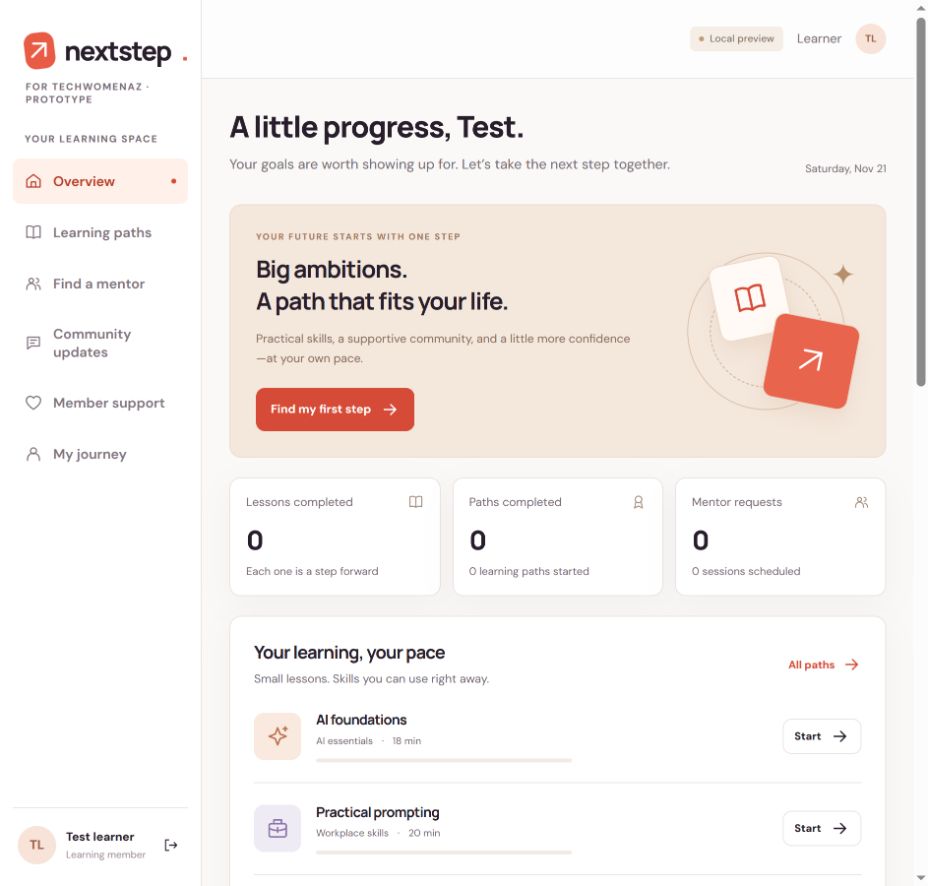 nextstep.
FOR TECHWOMENAZ ·
PROTOTYPE
YOUR LEARNING SPACE
Overview
Learning paths
Find a mentor
Community
updates
Member support
My journey
TL
Test learner
Learning member
Local preview
Learner
TL
A little progress, Test.
Your goals are worth showing up for. Let's take the next step together.
Saturday, Nov 21
YOUR FUTURE STARTS WITH ONE STEP
Big ambitions.
A path that fits your life.
Practical skills, a supportive community, and a little more confidence
—at your own pace.
Find my first step
Lessons completed
0
Each one is a step forward
Paths completed
0
0 learning paths started
Mentor requests
0
0 sessions scheduled
Your learning, your pace
Small lessons. Skills you can use right away.
All paths
AI foundations
AI essentials · 18 min
Start
Practical prompting
Workplace skills · 20 min
Start